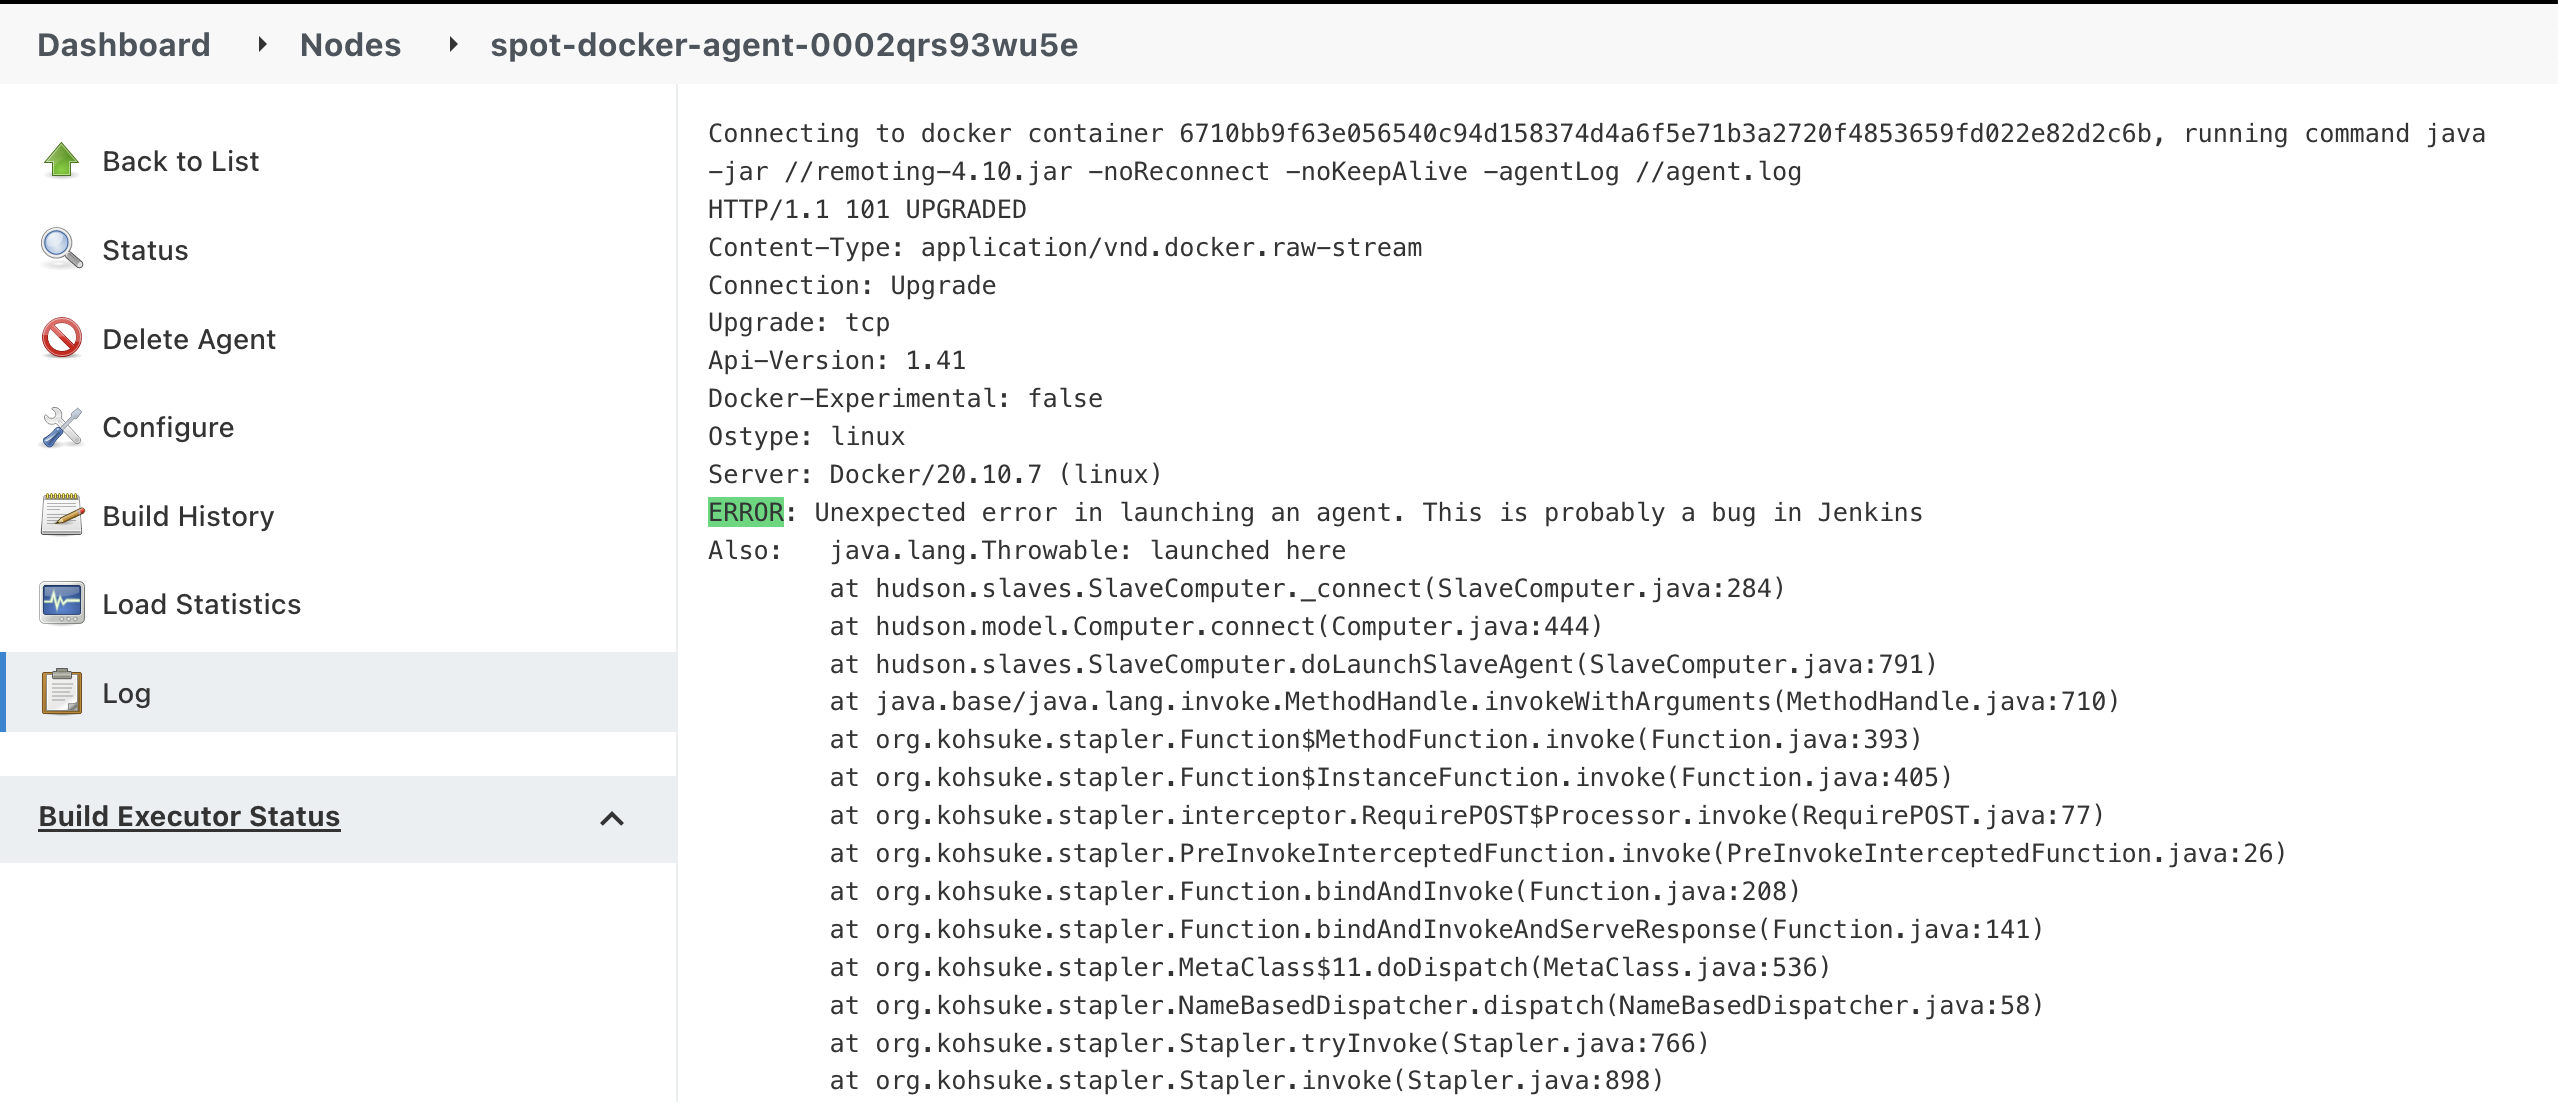 Dashboard ▸ Nodes ▸ spot-docker-agent-0002qrs93wu5e
Back to List
Status
Delete Agent
Configure
Build History
Load Statistics
Log
Build Executor Status
Connecting to docker container 6710bb9f63e056540c94d158374d4a6f5e71b3a2720f4853659fd022e82d2c6b, running command java
-jar //remoting-4.10.jar -noReconnect -noKeepAlive -agentLog //agent.log
HTTP/1.1 101 UPGRADED
Content-Type: application/vnd.docker.raw-stream
Connection: Upgrade
Upgrade: tcp
Api-Version: 1.41
Docker-Experimental: false
Ostype: linux
Server: Docker/20.10.7 (linux)
ERROR: Unexpected error in launching an agent. This is probably a bug in Jenkins
Also:   java.lang.Throwable: launched here
at hudson.slaves.SlaveComputer._connect(SlaveComputer.java:284)
at hudson.model.Computer.connect(Computer.java:444)
at hudson.slaves.SlaveComputer.doLaunchSlaveAgent(SlaveComputer.java:791)
at java.base/java.lang.invoke.MethodHandle.invokeWithArguments(MethodHandle.java:710)
at org.kohsuke.stapler.Function$MethodFunction.invoke(Function.java:393)
at org.kohsuke.stapler.Function$InstanceFunction.invoke(Function.java:405)
at org.kohsuke.stapler.interceptor.RequirePOST$Processor.invoke(RequirePOST.java:77)
at org.kohsuke.stapler.PreInvokeInterceptedFunction.invoke(PreInvokeInterceptedFunction.java:26)
at org.kohsuke.stapler.Function.bindAndInvoke(Function.java:208)
at org.kohsuke.stapler.Function.bindAndInvokeAndServeResponse(Function.java:141)
at org.kohsuke.stapler.MetaClass$11.doDispatch(MetaClass.java:536)
at org.kohsuke.stapler.NameBasedDispatcher.dispatch(NameBasedDispatcher.java:58)
at org.kohsuke.stapler.Stapler.tryInvoke(Stapler.java:766)
at org.kohsuke.stapler.Stapler.invoke(Stapler.java:898)